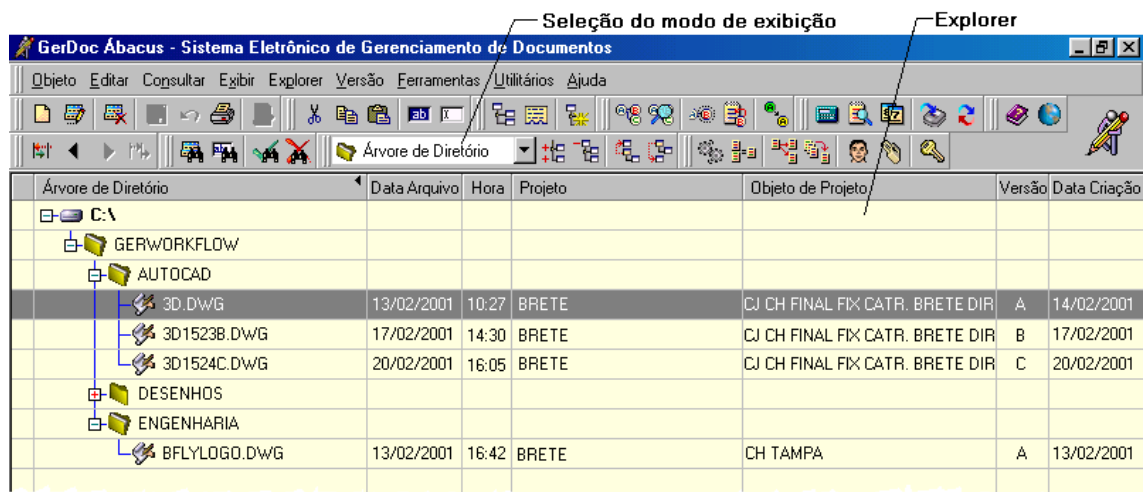 Seleção do modo de exibição Explorer
GerDoc Ábacus - Sistema Eletrônico de Gerenciamento de Documentos
Objeto Editar Consultar Exibir Explorer Versão Ferramentas Utilitários Ajuda
Árvore de Diretório
Árvore de Diretório Data Arquivo Hora Projeto Objeto de Projeto Versão Data Criação
C:\
GERWORKFLOW
AUTOCAD
3D.DWG 13/02/2001 10:27 BRETE CJ CH FINAL FIX CATR. BRETE DIR A 14/02/2001
3D1523B.DWG 17/02/2001 14:30 BRETE CJ CH FINAL FIX CATR. BRETE DIR B 17/02/2001
3D1524C.DWG 20/02/2001 16:05 BRETE CJ CH FINAL FIX CATR. BRETE DIR C 20/02/2001
DESENHOS
ENGENHARIA
BFLYLOGO.DWG 13/02/2001 16:42 BRETE CH TAMPA A 13/02/2001